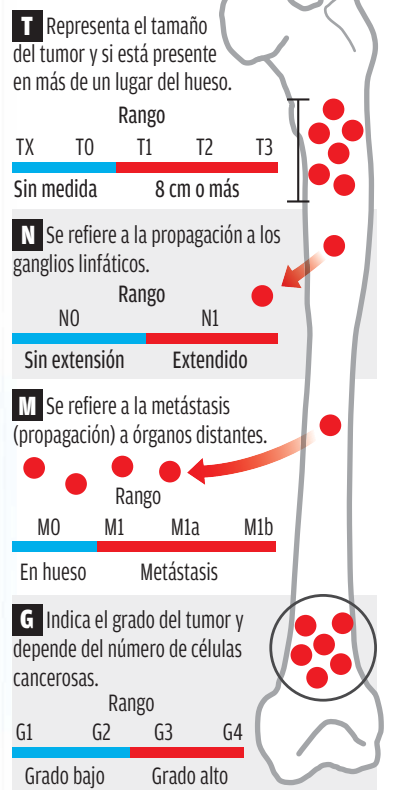 T Representa el tamaño
del tumor y si está presente
en más de un lugar del hueso.
Rango
TX T0 T1 T2 T3
Sin medida 8 cm o más
N Se refiere a la propagación a los
ganglios linfáticos.
Rango
N0 N1
Sin extensión Extendido
M Se refiere a la metástasis
(propagación) a órganos distantes.
Rango
M0 M1 M1a M1b
En hueso Metástasis
G Indica el grado del tumor y
depende del número de células
cancerosas.
Rango
G1 G2 G3 G4
Grado bajo Grado alto